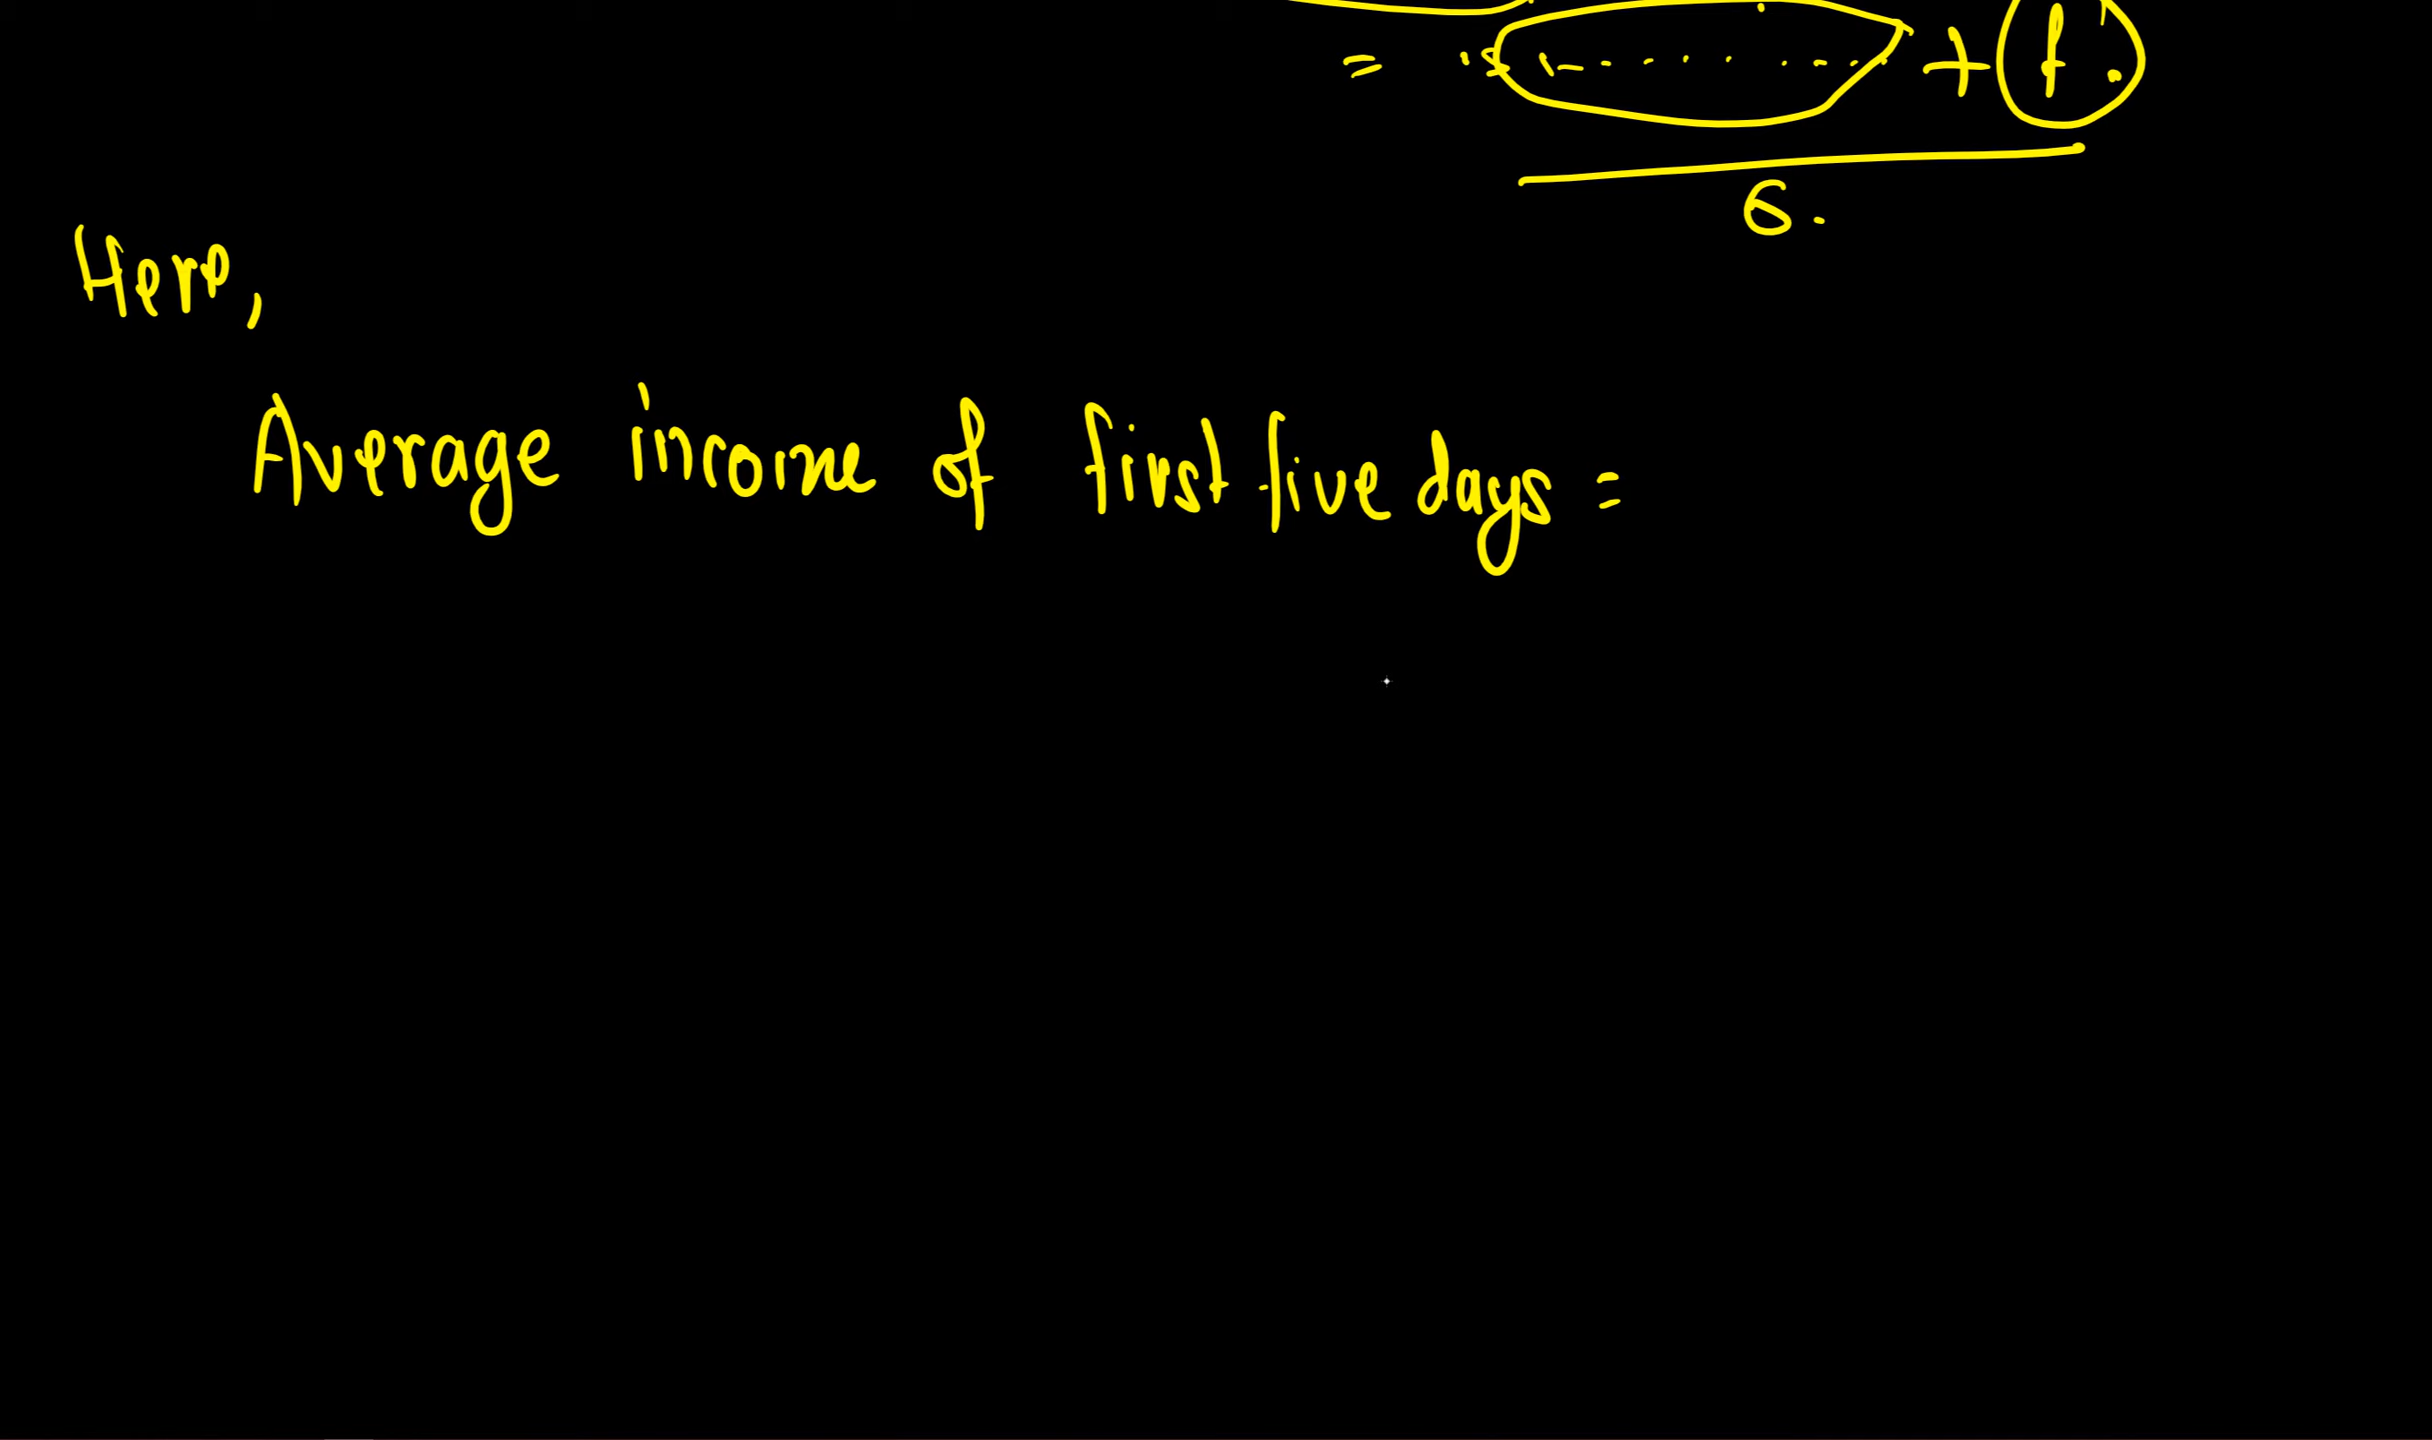 = ........ + f.
6.
Here,
Average income of first five days =